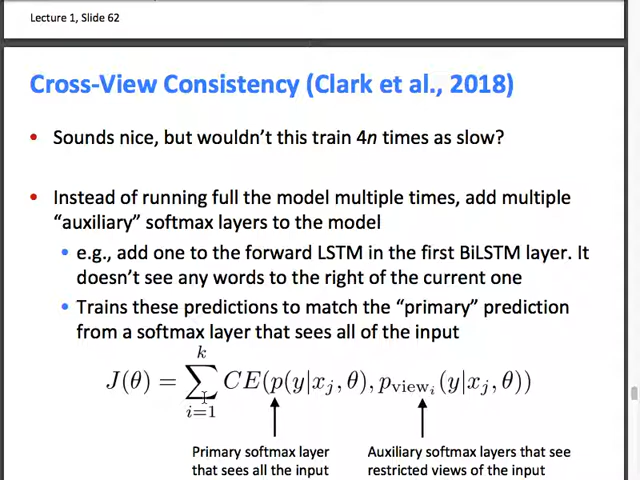 Lecture 1, Slide 62
Cross-View Consistency (Clark et al., 2018)
• Sounds nice, but wouldn't this train 4n times as slow?
• Instead of running full the model multiple times, add multiple
"auxiliary" softmax layers to the model
• e.g., add one to the forward LSTM in the first BiLSTM layer. It
doesn't see any words to the right of the current one
• Trains these predictions to match the "primary" prediction
from a softmax layer that sees all of the input
J(θ) = ∑_{i=1}^{k} CE(p(y|x_j, θ), p_{view_i}(y|x_j, θ))
Primary softmax layer
that sees all the input
Auxiliary softmax layers that see
restricted views of the input